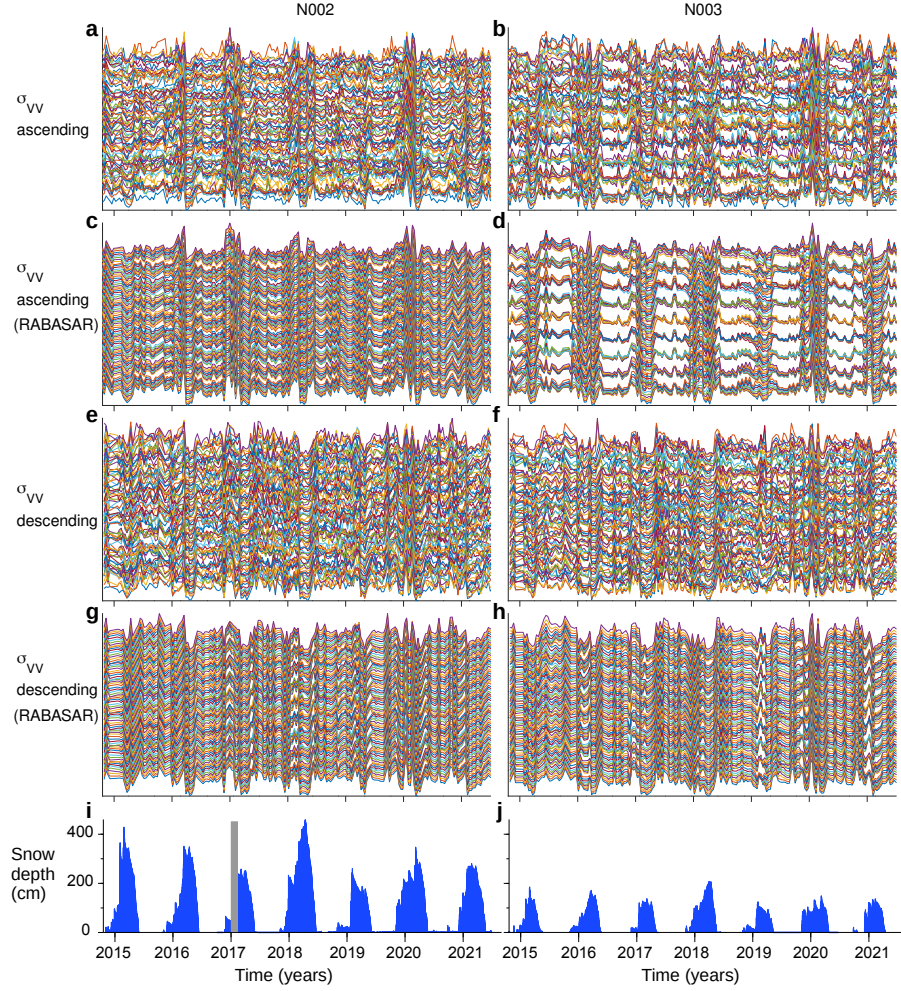 N002 N003
a b
σVV
ascending
c d
σVV
ascending
(RABASAR)
e f
σVV
descending
g h
σVV
descending
(RABASAR)
i j
Snow
depth
(cm)
400
200
0
2015 2016 2017 2018 2019 2020 2021 2015 2016 2017 2018 2019 2020 2021
Time (years) Time (years)